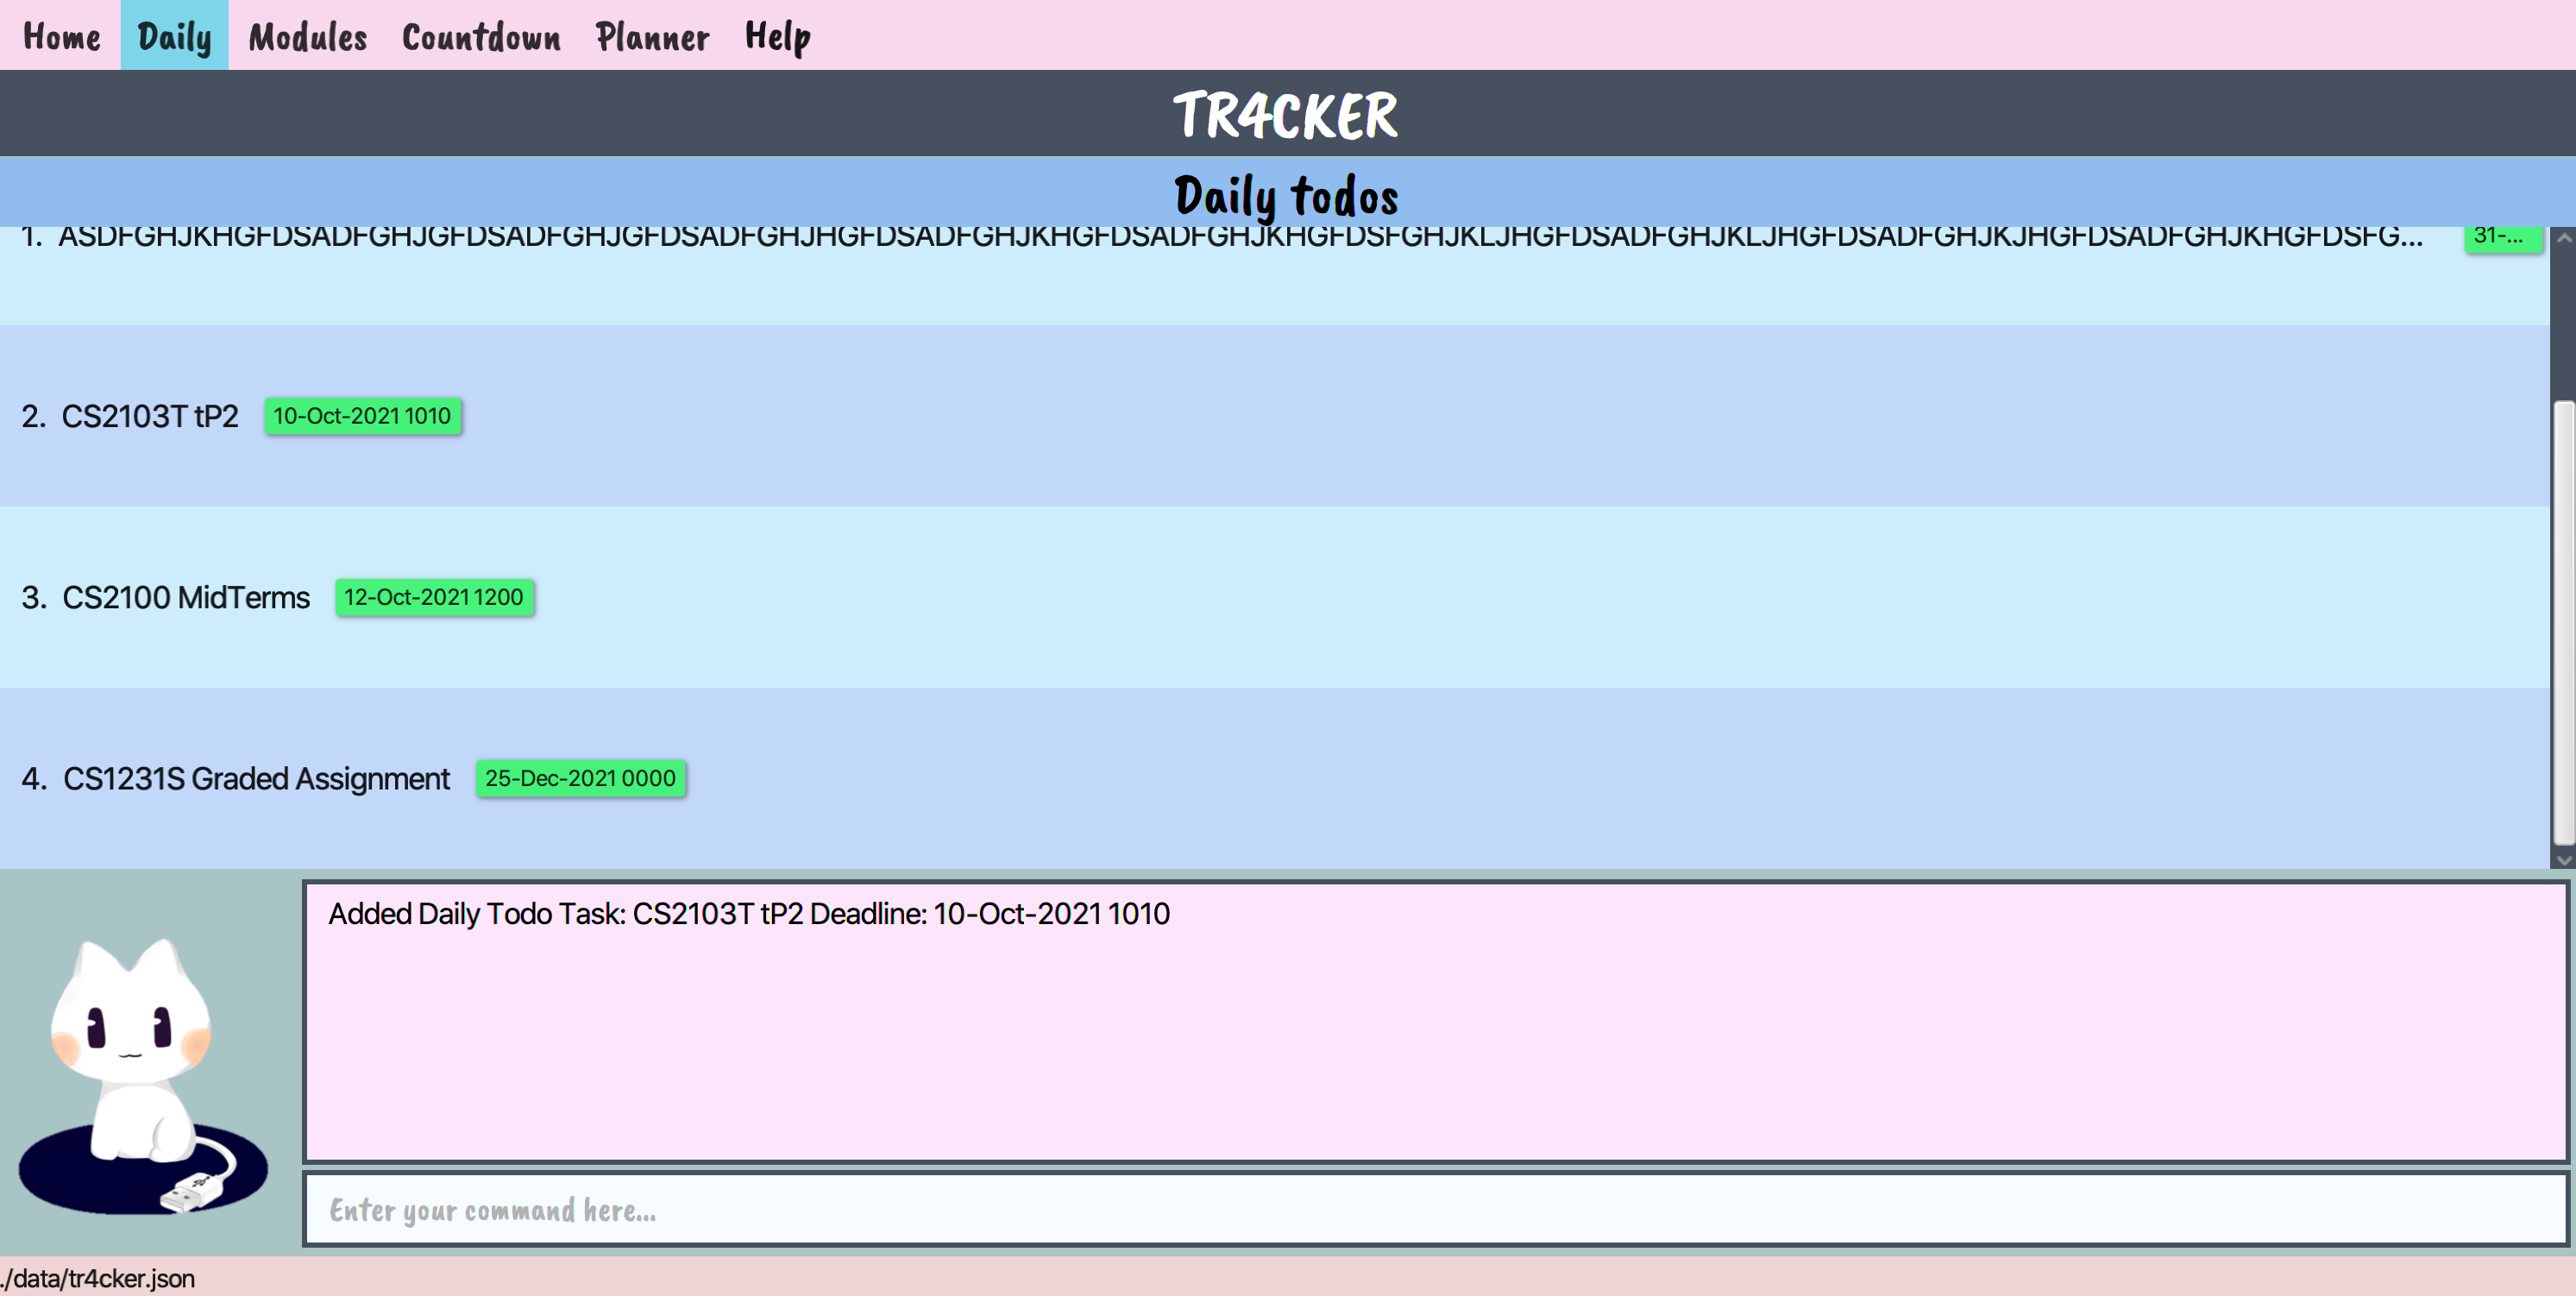 Home Daily Modules Countdown Planner Help
TR4CKER
Daily todos
1. ASDFGHJKHGFDSADFGHJGFDSADFGHJGFDSADFGHJHGFDSADFGHJKHGFDSADFGHJKHGFDSFGHJKLJHGFDSADFGHJKLJHGFDSADFGHJKJHGFDSADFGHJKHGFDSFG... 31-...
2. CS2103T tP2 10-Oct-2021 1010
3. CS2100 MidTerms 12-Oct-2021 1200
4. CS1231S Graded Assignment 25-Dec-2021 0000
Added Daily Todo Task: CS2103T tP2 Deadline: 10-Oct-2021 1010
Enter your command here...
./data/tr4cker.json